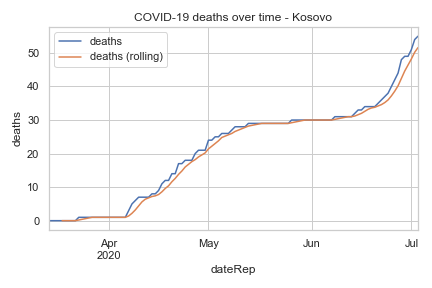 COVID-19 deaths over time - Kosovo
deaths
deaths (rolling)
deaths
50
40
30
20
10
0
Apr
2020
May
Jun
Jul
dateRep